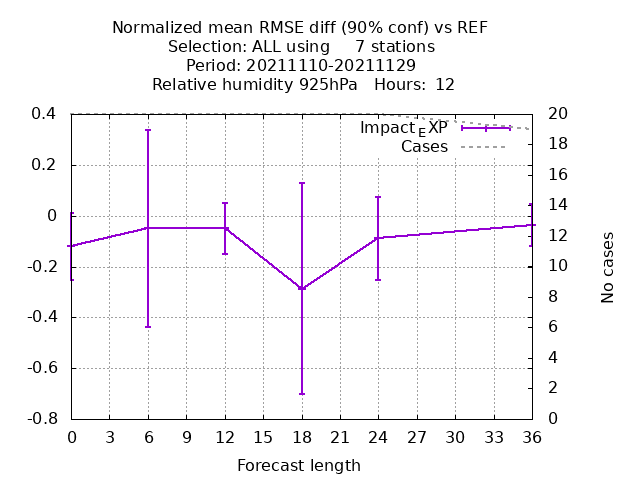 Normalized mean RMSE diff (90% conf) vs REF
Selection: ALL using     7 stations
Period: 20211110-20211129
Relative humidity 925hPa   Hours:  12
0.4
0.2
0
-0.2
-0.4
-0.6
-0.8
Impact_EXP
Cases
20
18
16
14
12
10
8
6
4
2
0
No cases
0 3 6 9 12 15 18 21 24 27 30 33 36
Forecast length